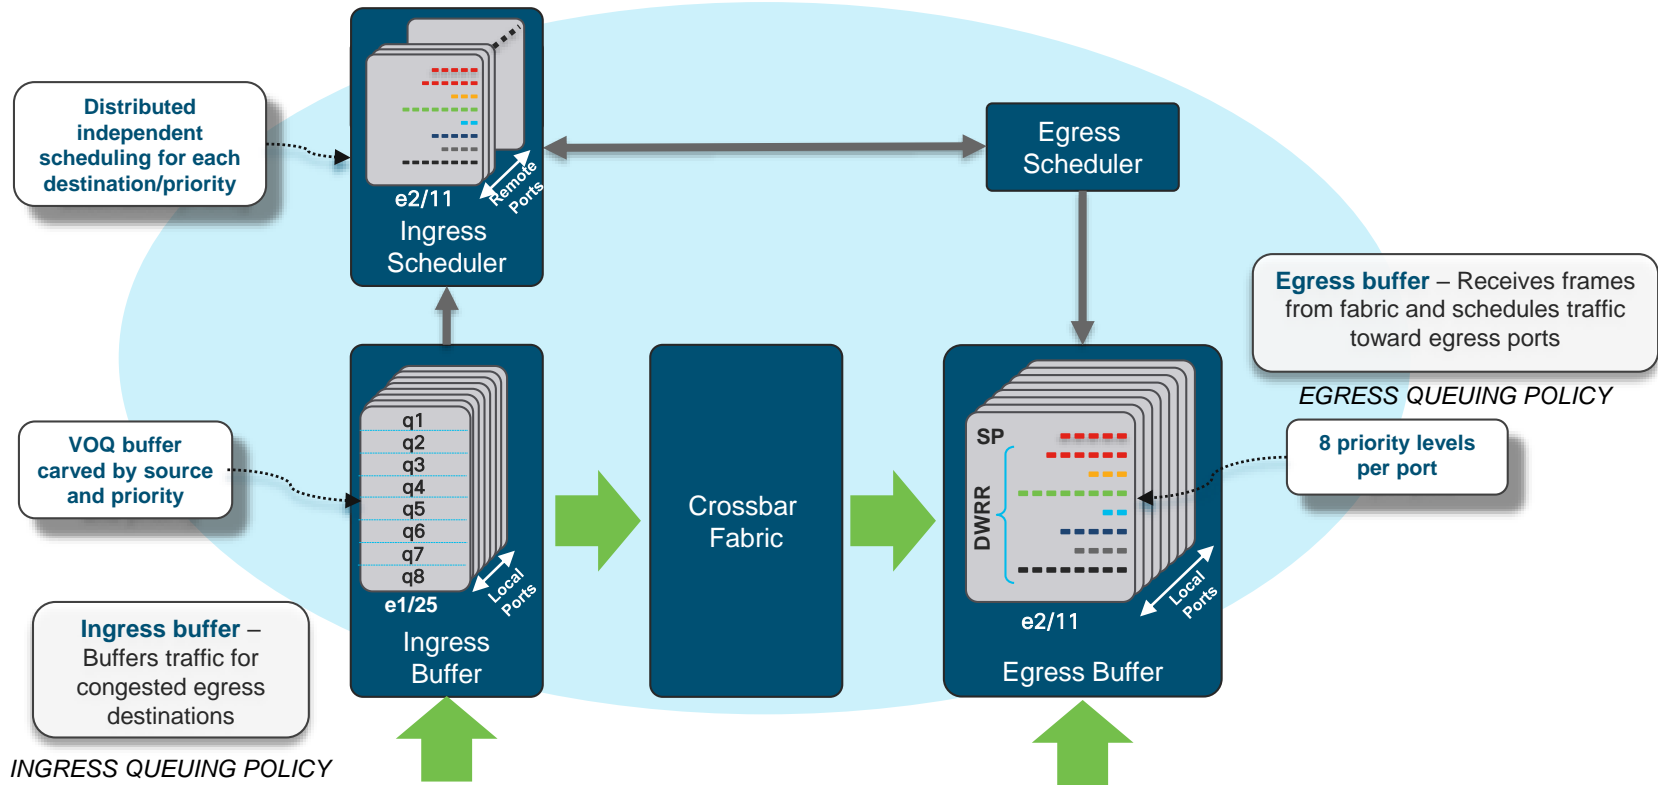 Distributed
independent
scheduling for each
destination/priority
e2/11
Remote
Ports
Ingress
Scheduler
Egress
Scheduler
Egress buffer – Receives frames
from fabric and schedules traffic
toward egress ports
EGRESS QUEUING POLICY
VOQ buffer
carved by source
and priority
q1
q2
q3
q4
q5
q6
q7
q8
e1/25
Local
Ports
Ingress
Buffer
Crossbar
Fabric
SP
DWRR
e2/11
Local
Ports
Egress Buffer
8 priority levels
per port
Ingress buffer –
Buffers traffic for
congested egress
destinations
INGRESS QUEUING POLICY